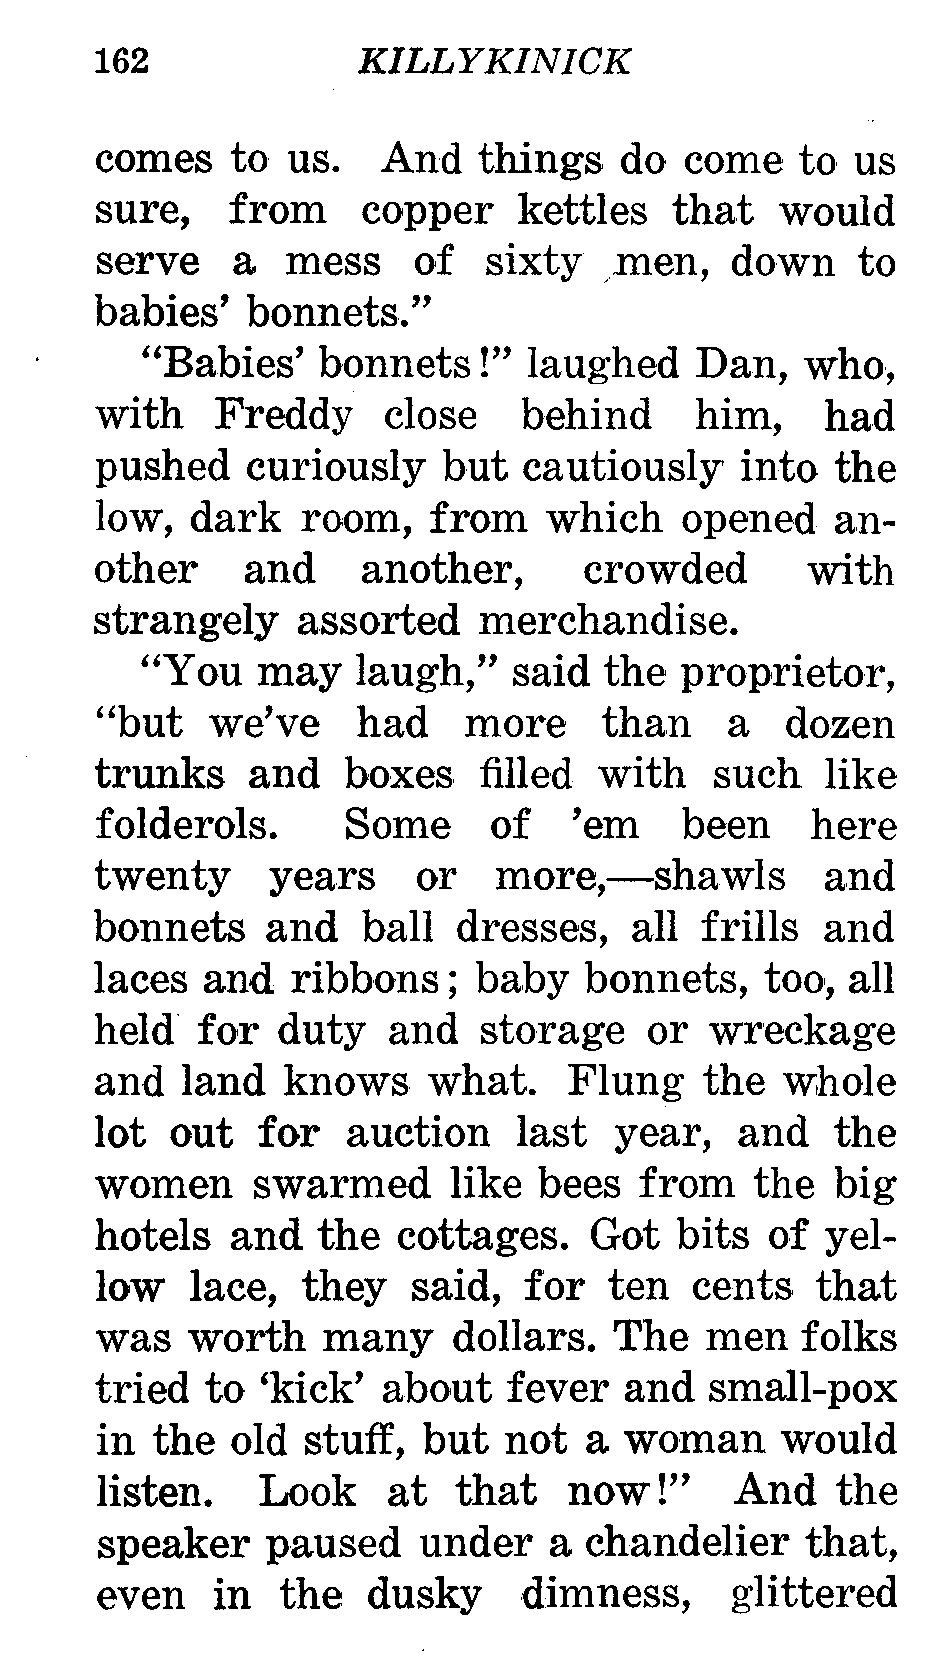 162 KILLYKINICK
comes to us. And things do come to us
sure, from copper kettles that would
serve a mess of sixty men, down to
babies' bonnets."
"Babies' bonnets!" laughed Dan, who,
with Freddy close behind him, had
pushed curiously but cautiously into the
low, dark room, from which opened an-
other and another, crowded with
strangely assorted merchandise.
"You may laugh," said the proprietor,
"but we've had more than a dozen
trunks and boxes filled with such like
folderols. Some of 'em been here
twenty years or more,—shawls and
bonnets and ball dresses, all frills and
laces and ribbons; baby bonnets, too, all
held for duty and storage or wreckage
and land knows what. Flung the whole
lot out for auction last year, and the
women swarmed like bees from the big
hotels and the cottages. Got bits of yel-
low lace, they said, for ten cents that
was worth many dollars. The men folks
tried to 'kick' about fever and small-pox
in the old stuff, but not a woman would
listen. Look at that now!" And the
speaker paused under a chandelier that,
even in the dusky dimness, glittered